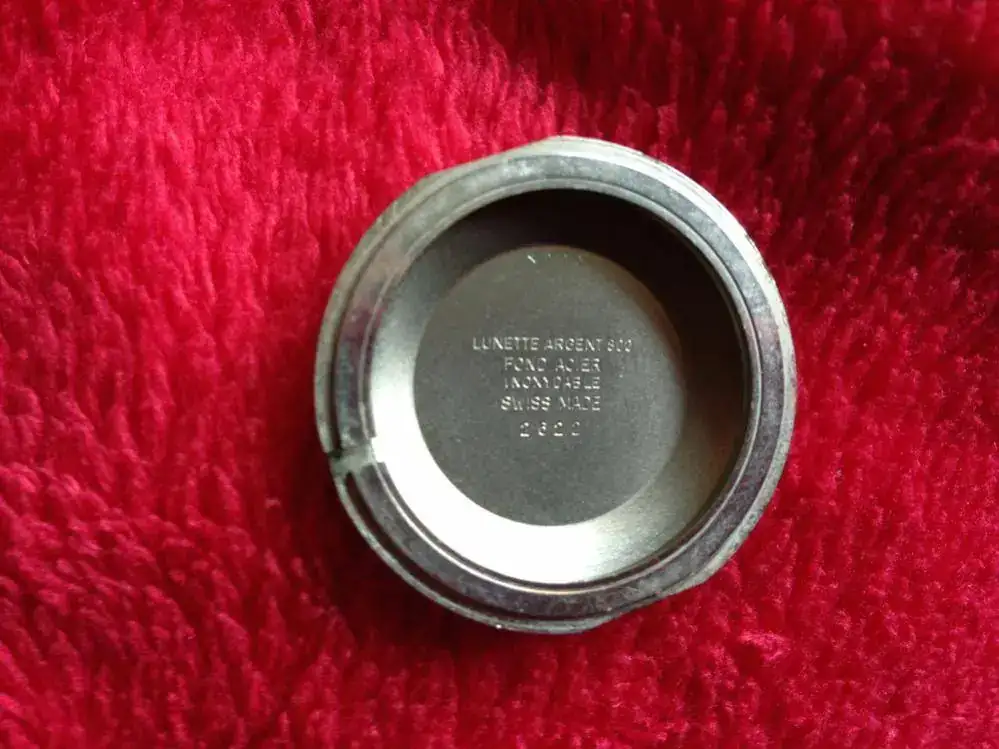 LUNETTE ARGENT 800
FOND ACIER
INOXYDABLE
SWISS MADE
2622